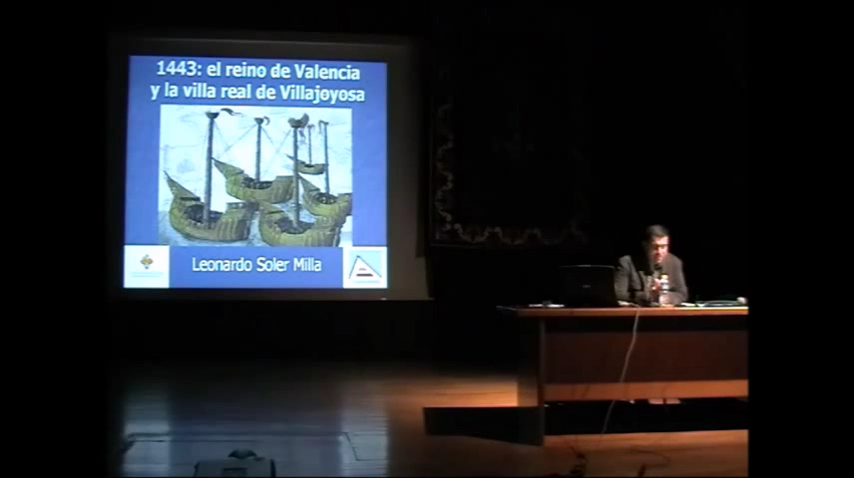 1443: el reino de Valencia
y la villa real de Villajoyosa
Leonardo Soler Milla